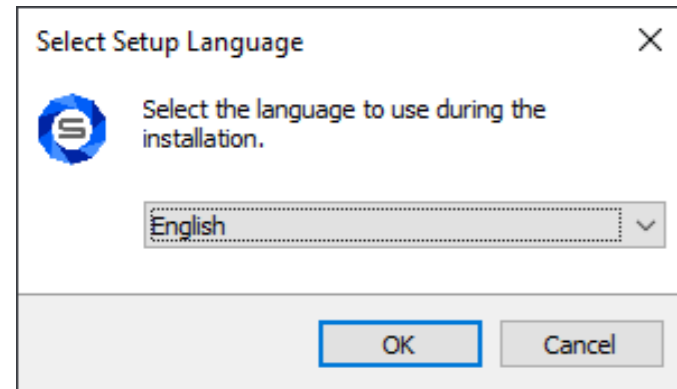 Select Setup Language
S
Select the language to use during the
installation.
English
OK
Cancel